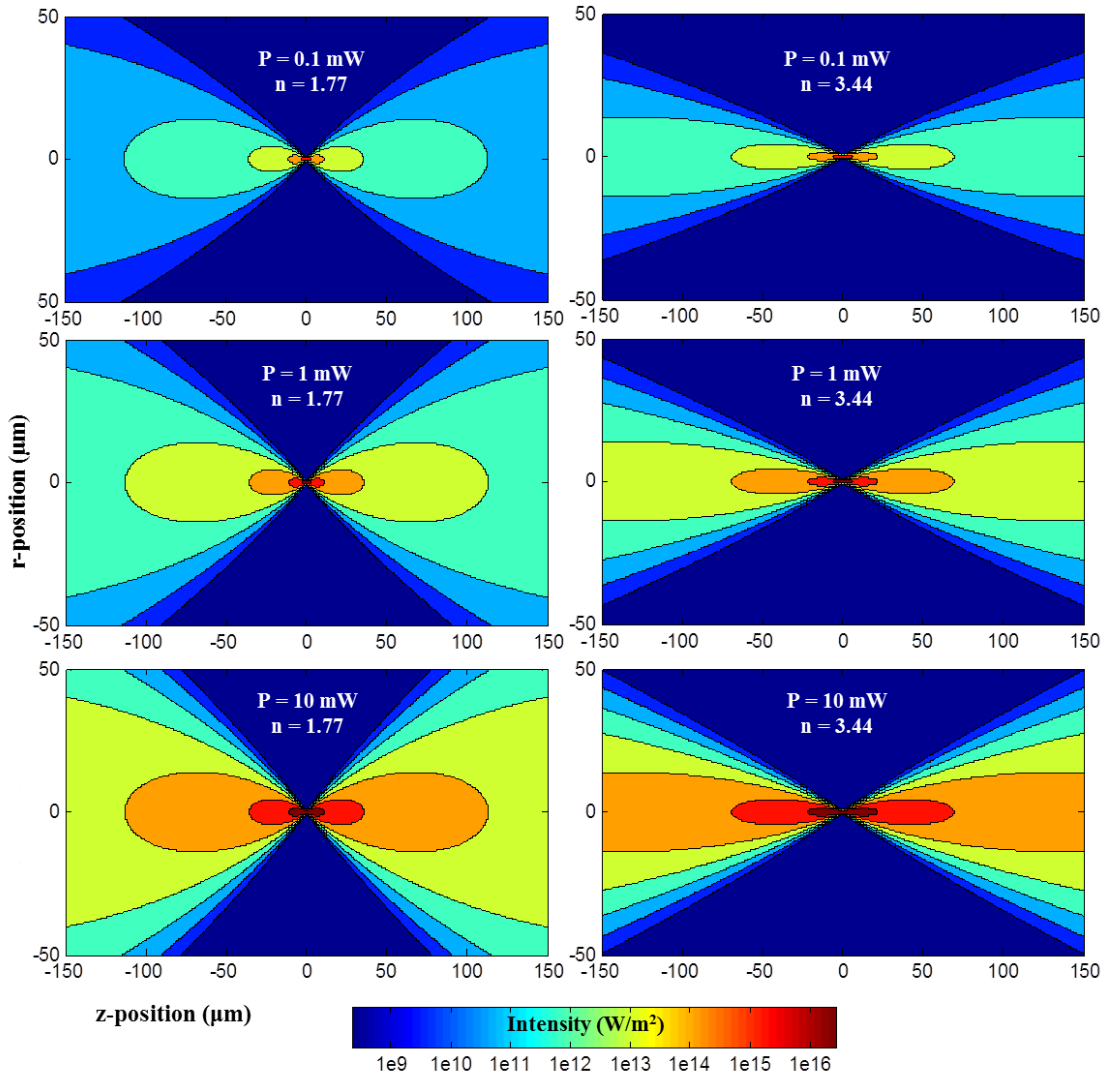 50
P = 0.1 mW
n = 1.77
0
-50
-150 -100 -50 0 50 100 150
50
P = 0.1 mW
n = 3.44
0
-50
-150 -100 -50 0 50 100 150
50
P = 1 mW
n = 1.77
0
-50
-150 -100 -50 0 50 100 150
50
P = 1 mW
n = 3.44
0
-50
-150 -100 -50 0 50 100 150
r-position (µm)
50
P = 10 mW
n = 1.77
0
-50
-150 -100 -50 0 50 100 150
50
P = 10 mW
n = 3.44
0
-50
-150 -100 -50 0 50 100 150
z-position (µm)
Intensity (W/m²)
1e9 1e10 1e11 1e12 1e13 1e14 1e15 1e16